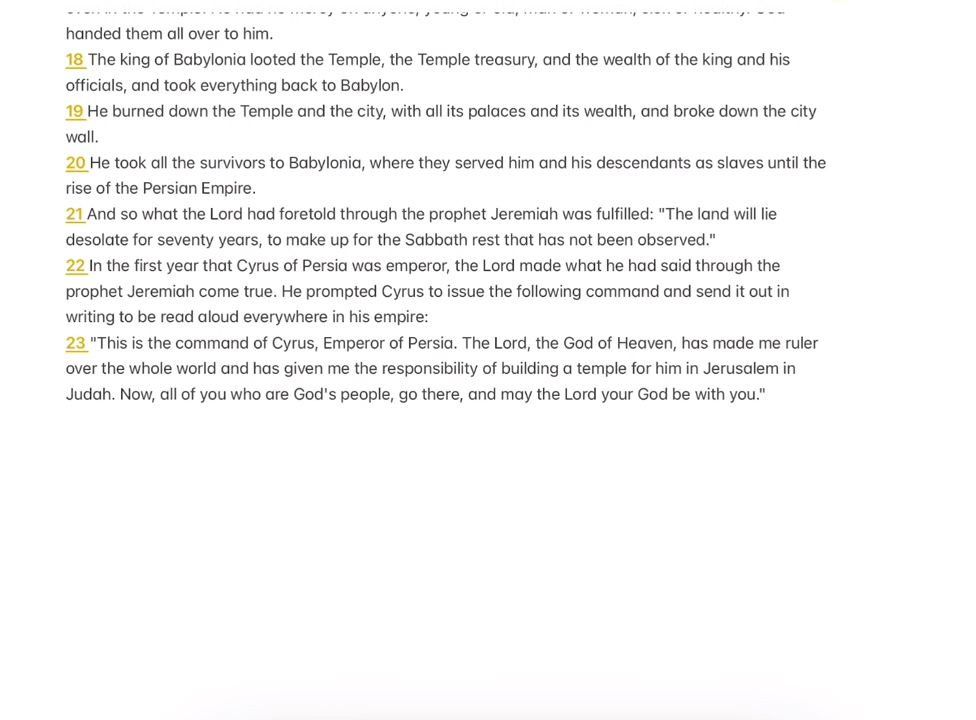 handed them all over to him.
18 The king of Babylonia looted the Temple, the Temple treasury, and the wealth of the king and his
officials, and took everything back to Babylon.
19 He burned down the Temple and the city, with all its palaces and its wealth, and broke down the city
wall.
20 He took all the survivors to Babylonia, where they served him and his descendants as slaves until the
rise of the Persian Empire.
21 And so what the Lord had foretold through the prophet Jeremiah was fulfilled: "The land will lie
desolate for seventy years, to make up for the Sabbath rest that has not been observed."
22 In the first year that Cyrus of Persia was emperor, the Lord made what he had said through the
prophet Jeremiah come true. He prompted Cyrus to issue the following command and send it out in
writing to be read aloud everywhere in his empire:
23 "This is the command of Cyrus, Emperor of Persia. The Lord, the God of Heaven, has made me ruler
over the whole world and has given me the responsibility of building a temple for him in Jerusalem in
Judah. Now, all of you who are God's people, go there, and may the Lord your God be with you."